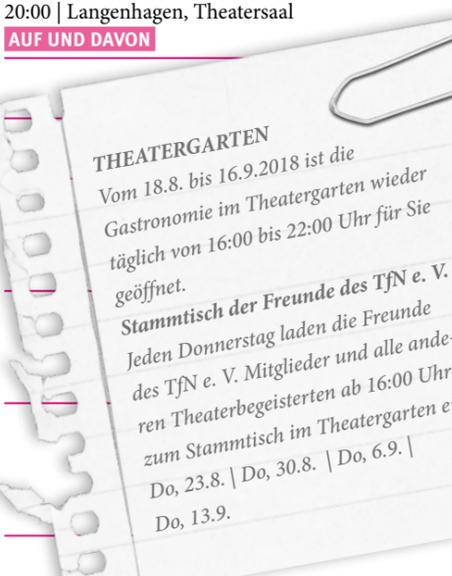 20:00 | Langenhagen, Theatersaal
AUF UND DAVON
THEATERGARTEN
Vom 18.8. bis 16.9.2018 ist die
Gastronomie im Theatergarten wieder
täglich von 16:00 bis 22:00 Uhr für Sie
geöffnet.
Stammtisch der Freunde des TfN e. V.
Jeden Donnerstag laden die Freunde
des TfN e. V. Mitglieder und alle ande-
ren Theaterbegeisterten ab 16:00 Uhr
zum Stammtisch im Theatergarten
Do, 23.8. | Do, 30.8. | Do, 6.9. |
Do, 13.9.